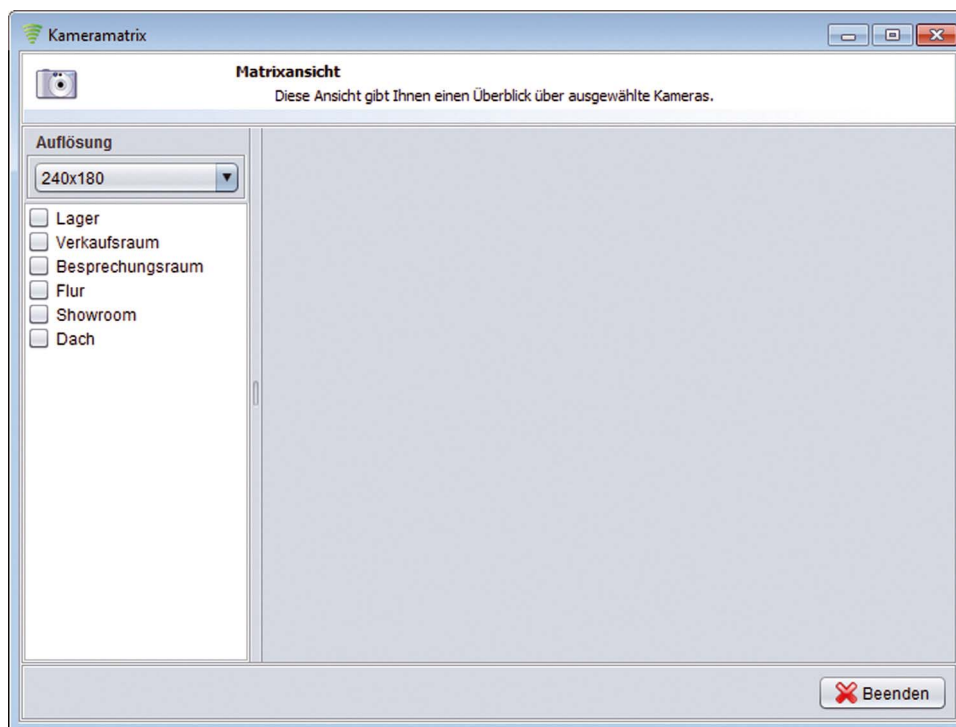 Kameramatrix
Matrixansicht
Diese Ansicht gibt Ihnen einen Überblick über ausgewählte Kameras.
Auflösung
240x180
Lager
Verkaufsraum
Besprechungsraum
Flur
Showroom
Dach
Beenden